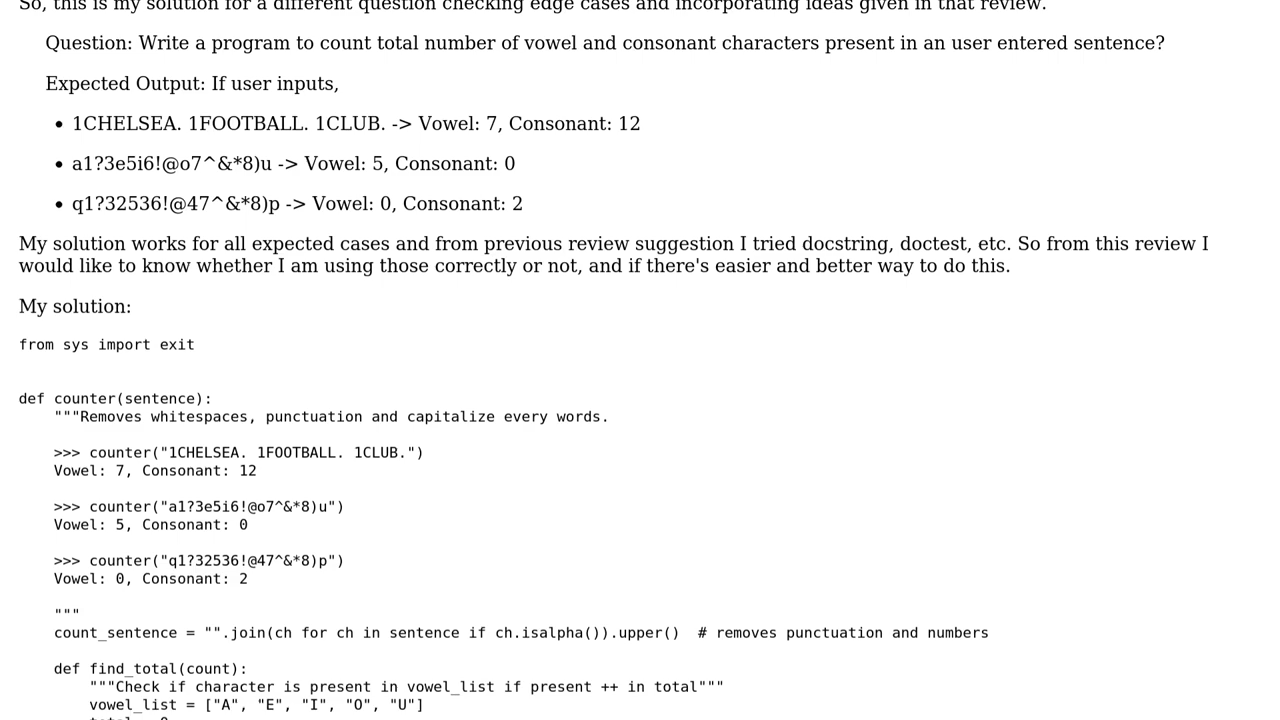 So, this is my solution for a different question checking edge cases and incorporating ideas given in that review.
Question: Write a program to count total number of vowel and consonant characters present in an user entered sentence?
Expected Output: If user inputs,
• 1CHELSEA. 1FOOTBALL. 1CLUB. -> Vowel: 7, Consonant: 12
• a1?3e5i6!@o7^&*8)u -> Vowel: 5, Consonant: 0
• q1?32536!@47^&*8)p -> Vowel: 0, Consonant: 2
My solution works for all expected cases and from previous review suggestion I tried docstring, doctest, etc. So from this review I
would like to know whether I am using those correctly or not, and if there's easier and better way to do this.
My solution:
from sys import exit
def counter(sentence):
    """Removes whitespaces, punctuation and capitalize every words.
    >>> counter("1CHELSEA. 1FOOTBALL. 1CLUB.")
    Vowel: 7, Consonant: 12
    >>> counter("a1?3e5i6!@o7^&*8)u")
    Vowel: 5, Consonant: 0
    >>> counter("q1?32536!@47^&*8)p")
    Vowel: 0, Consonant: 2
    """
    count_sentence = "".join(ch for ch in sentence if ch.isalpha()).upper()  # removes punctuation and numbers
    def find_total(count):
        """Check if character is present in vowel_list if present ++ in total"""
        vowel_list = ["A", "E", "I", "O", "U"]